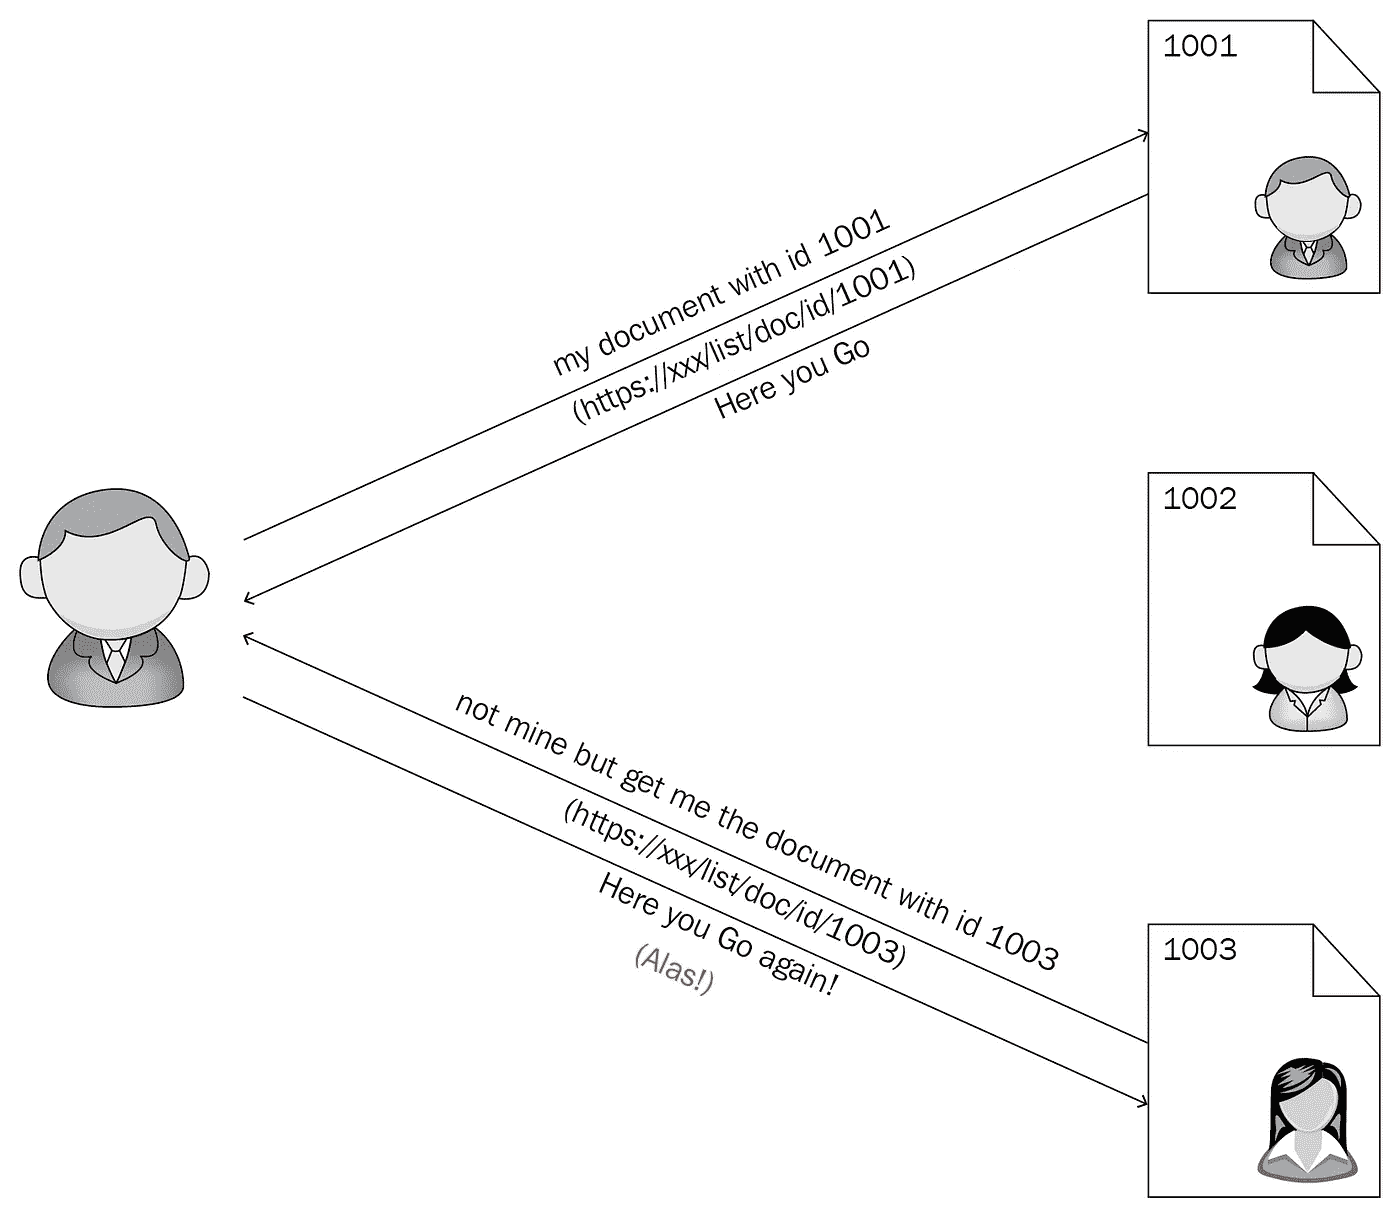 1001
my document with id 1001
(https://xxx/list/doc/id/1001)
Here you Go
1002
not mine but get me the document with id 1003
(https://xxx/list/doc/id/1003)
Here you Go again!
(Alas!)
1003